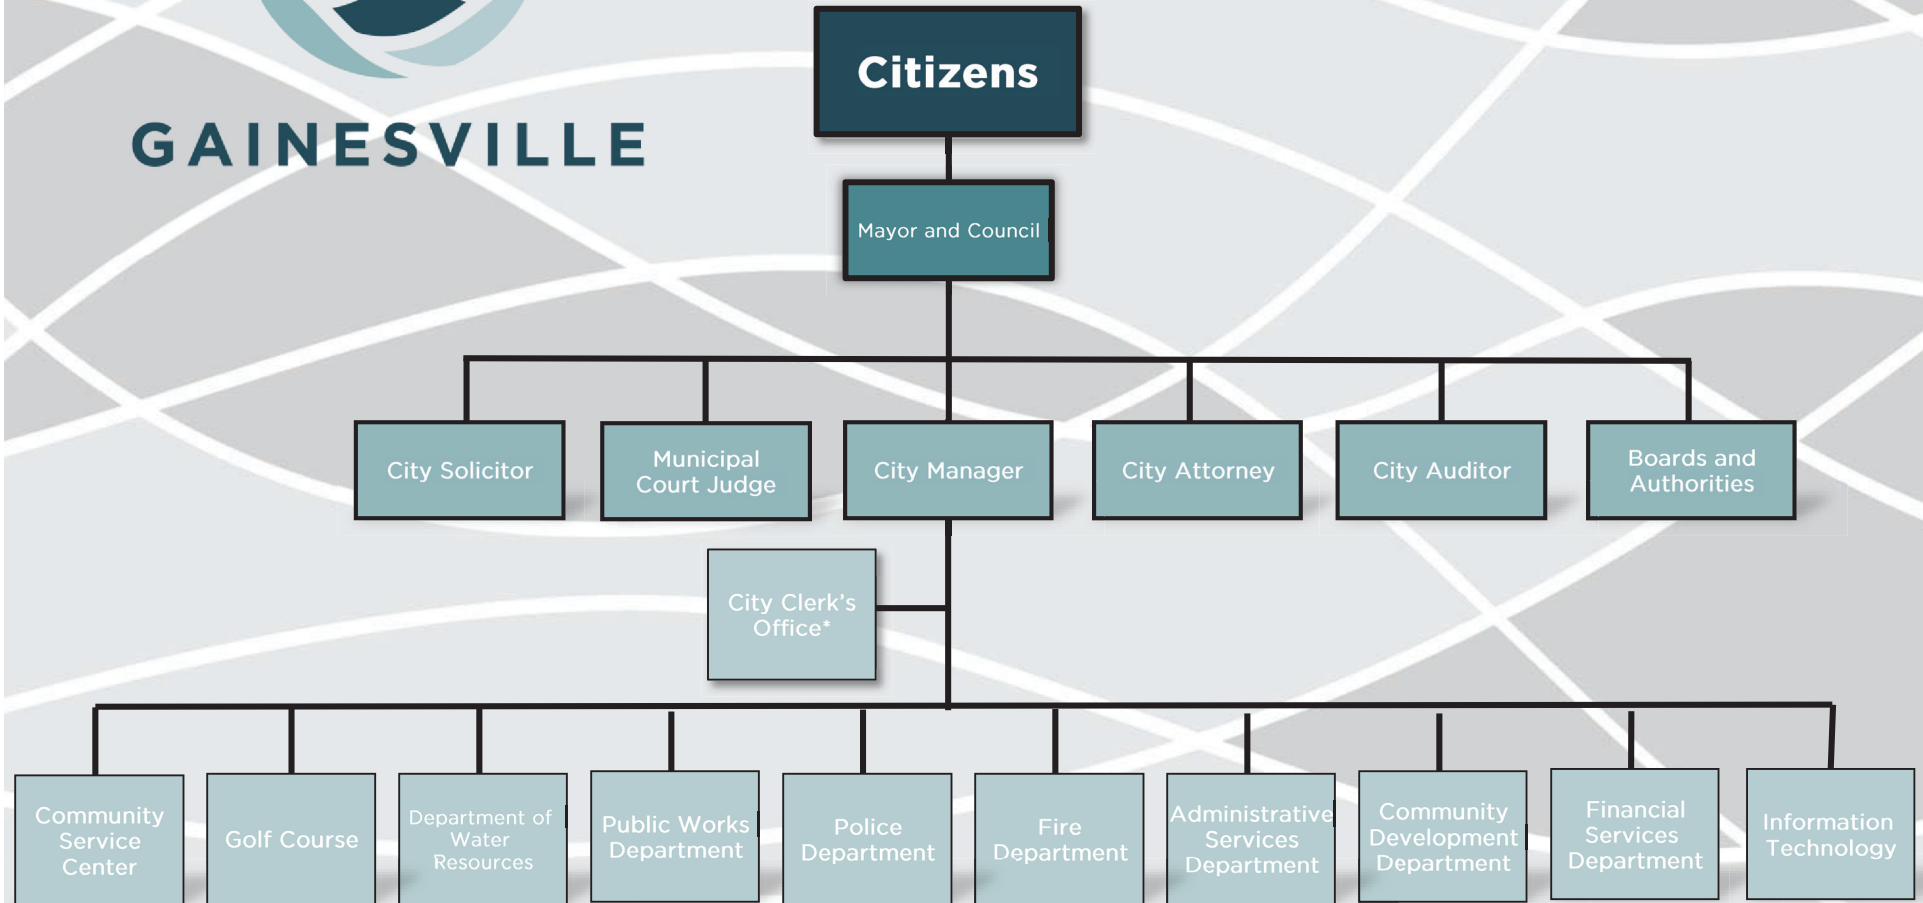 Citizens
GAINESVILLE
Mayor and Council
City Solicitor
Municipal
Court Judge
City Manager
City Attorney
City Auditor
Boards and
Authorities
City Clerk's
Office*
Community
Service
Center
Golf Course
Department of
Water
Resources
Public Works
Department
Police
Department
Fire
Department
Administrative
Services
Department
Community
Development
Department
Financial
Services
Department
Information
Technology